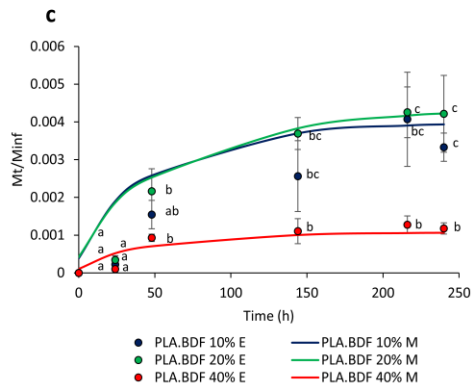 c
0.006
0.005
0.004
0.003
0.002
0.001
0
Mt/Minf
a
a
a
a
a
a
b
ab
b
bc
bc
b
c
bc
b
c
c
b
0
50
100
150
200
250
Time (h)
PLA.BDF 10% E
PLA.BDF 10% M
PLA.BDF 20% E
PLA.BDF 20% M
PLA.BDF 40% E
PLA.BDF 40% M